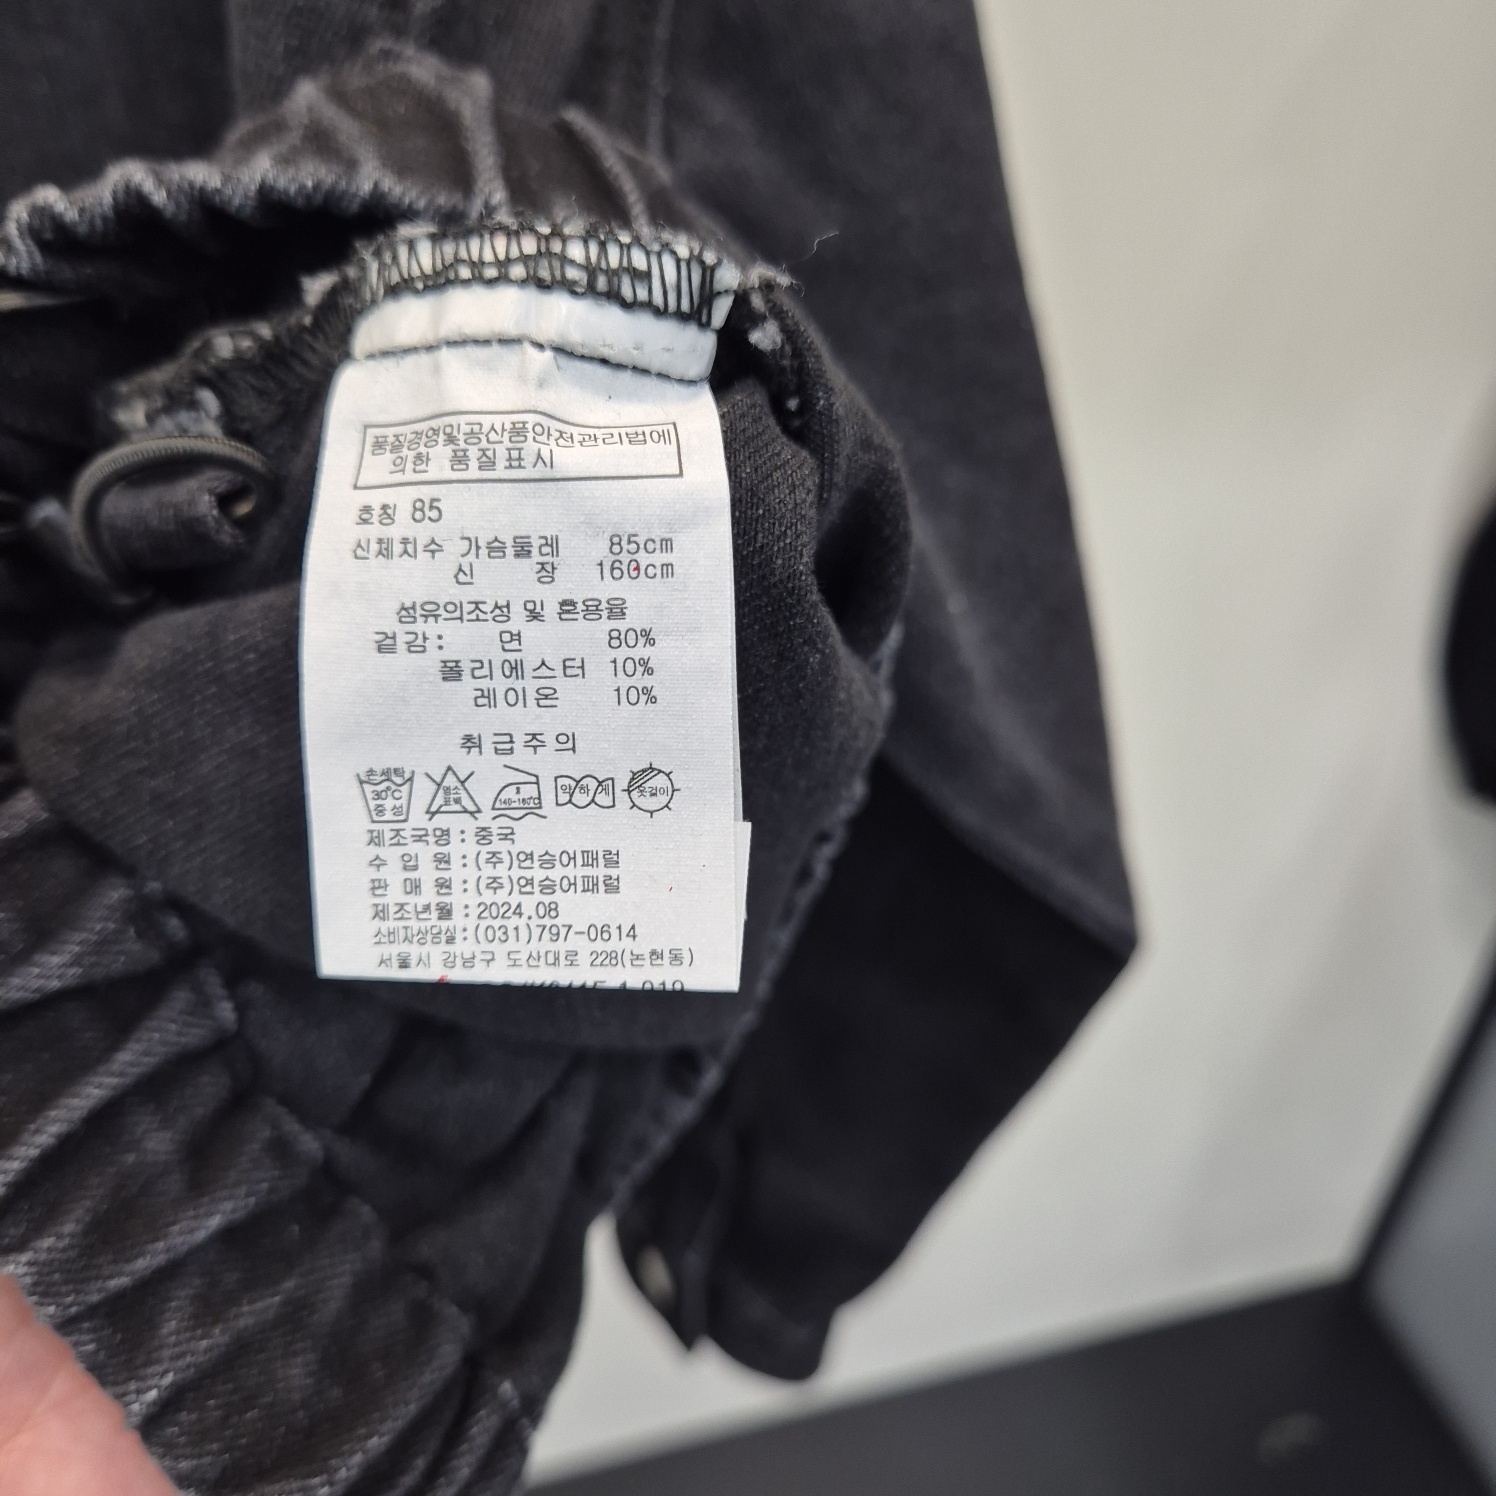 품질경영및공산품안전관리법에
의한 품질표시
호칭 85
신체치수 가슴둘레 85cm
신 장 160cm
섬유의조성 및 혼용율
겉감: 면 80%
폴리에스터 10%
레이온 10%
취급주의
손세탁 30℃ 중성 염소 표백 140-160℃ 약하게 옷걸이
제조국명:중국
수 입 원:(주)연승어패럴
판 매 원:(주)연승어패럴
제조년월:2024.08
소비자상담실:(031)797-0614
서울시 강남구 도산대로 228(논현동)